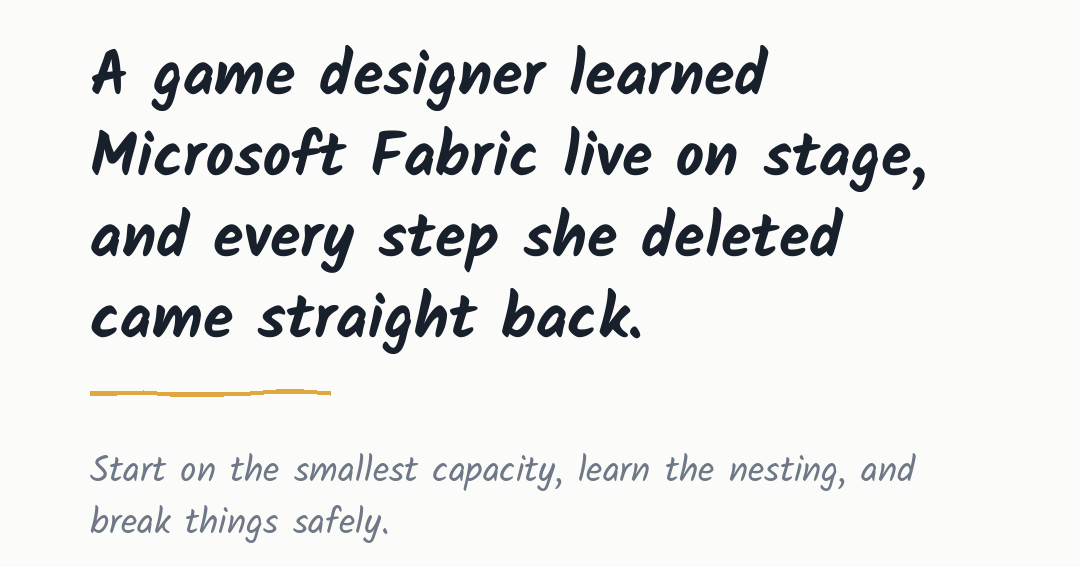 A game designer learned
Microsoft Fabric live on stage,
and every step she deleted
came straight back.
Start on the smallest capacity, learn the nesting, and
break things safely.